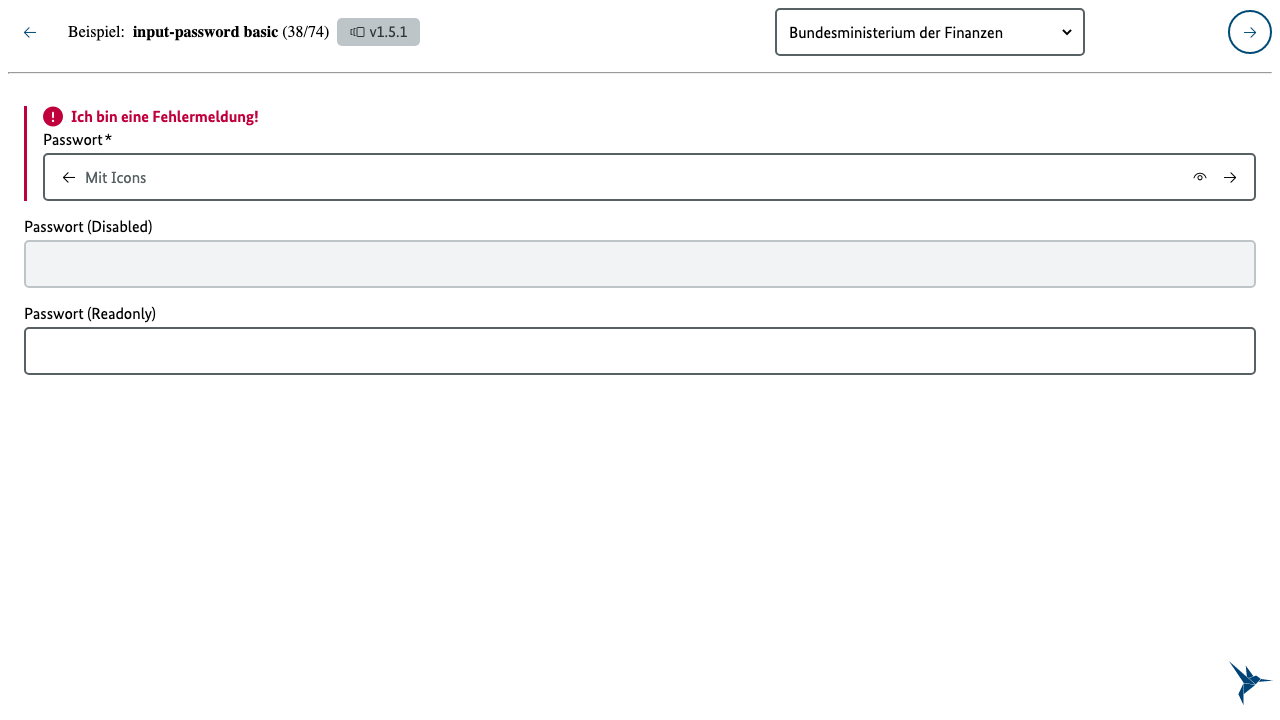 Beispiel: input-password basic (38/74) v1.5.1 Bundesministerium der Finanzen
Ich bin eine Fehlermeldung!
Passwort*
Mit Icons
Passwort (Disabled)
Passwort (Readonly)